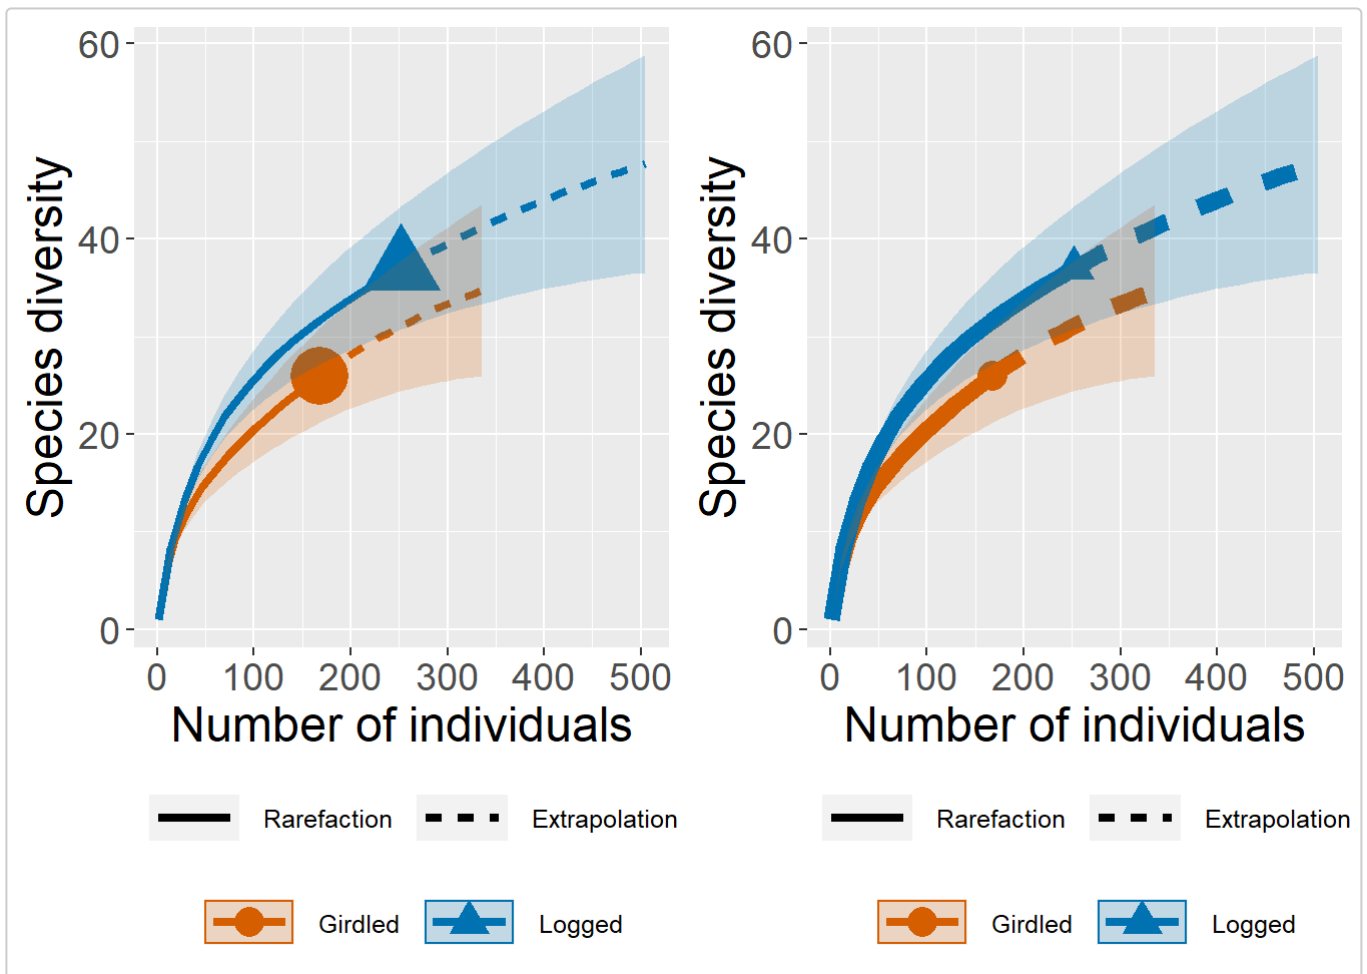 60
40
20
0
Species diversity
0 100 200 300 400 500
Number of individuals
Rarefaction Extrapolation
Girdled Logged
60
40
20
0
Species diversity
0 100 200 300 400 500
Number of individuals
Rarefaction Extrapolation
Girdled Logged